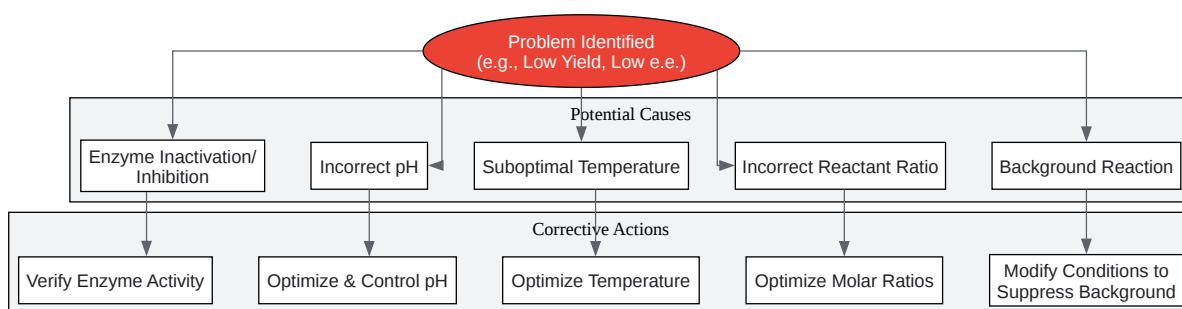 Problem Identified
(e.g., Low Yield, Low e.e.)
Potential Causes
Enzyme Inactivation/
Inhibition
Incorrect pH
Suboptimal Temperature
Incorrect Reactant Ratio
Background Reaction
Corrective Actions
Verify Enzyme Activity
Optimize & Control pH
Optimize Temperature
Optimize Molar Ratios
Modify Conditions to
Suppress Background